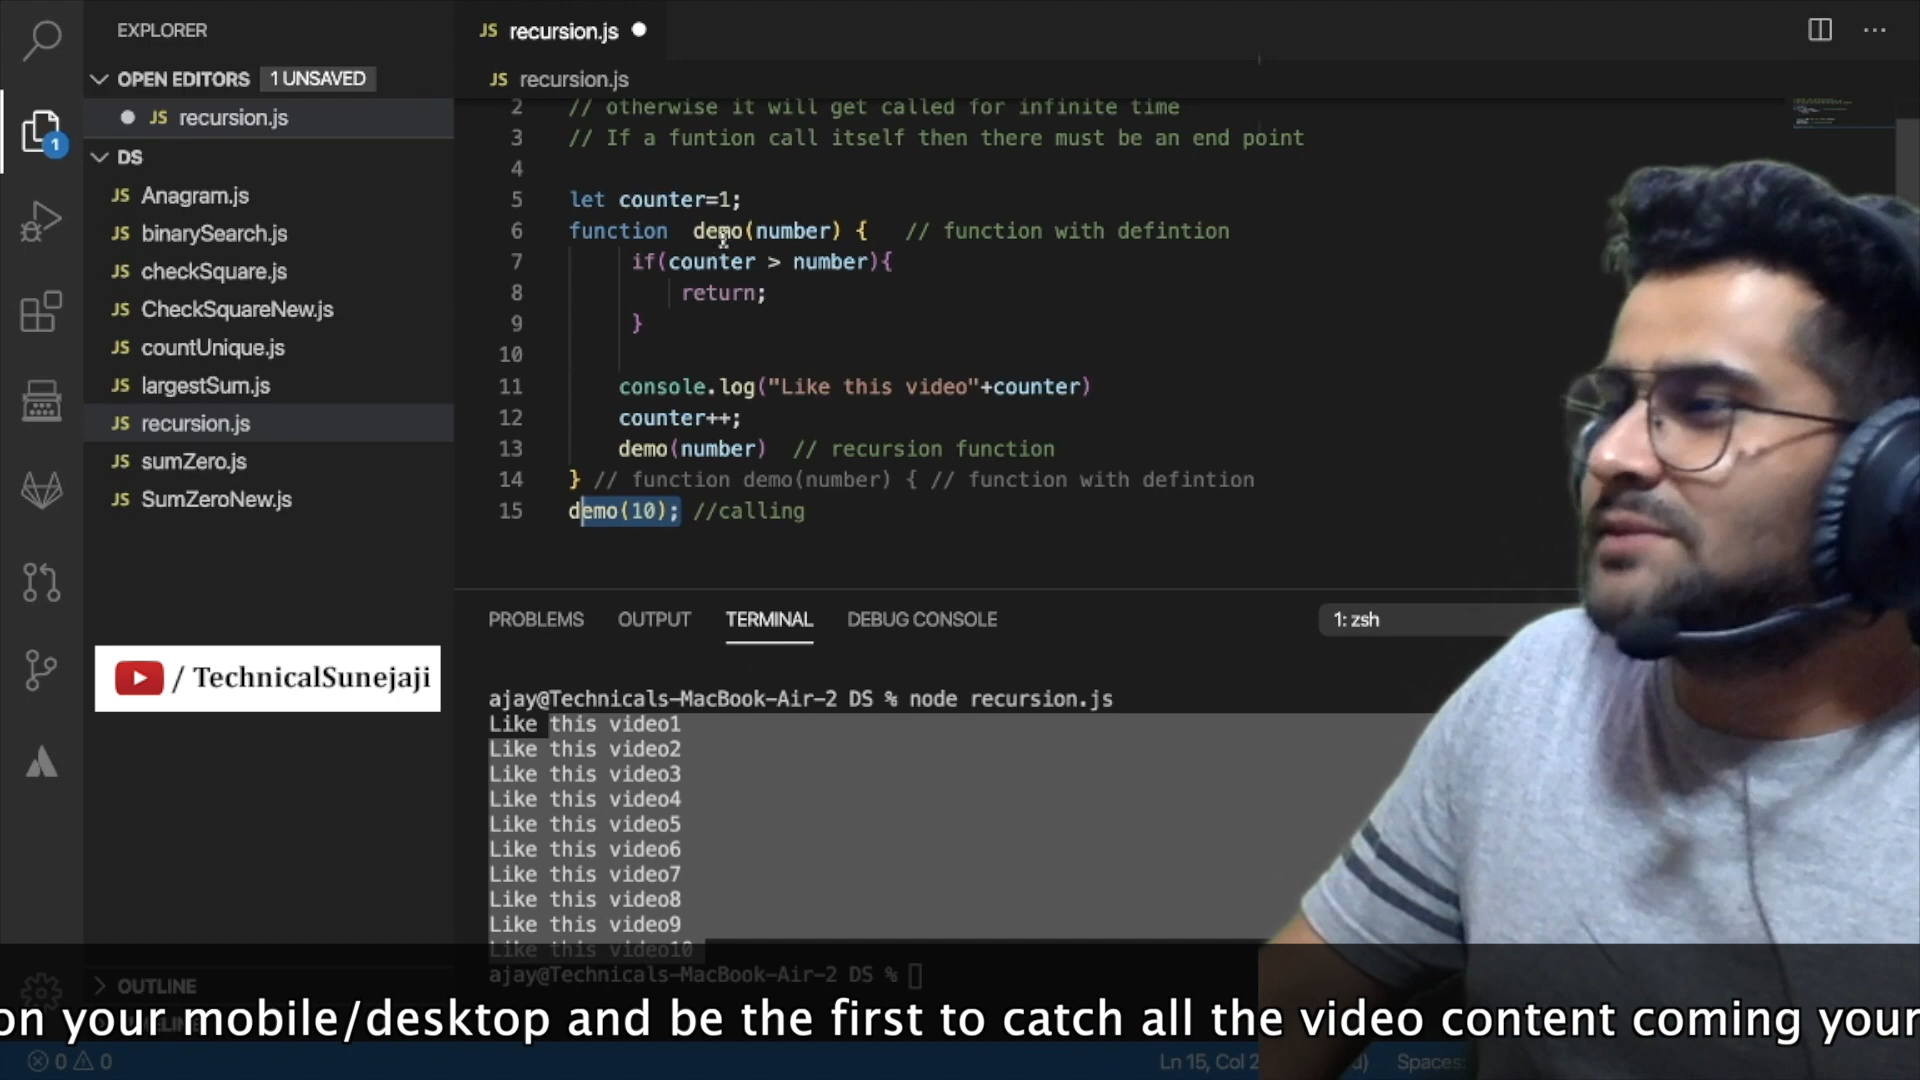 EXPLORER
OPEN EDITORS 1 UNSAVED
JS recursion.js
DS
JS Anagram.js
JS binarySearch.js
JS checkSquare.js
JS CheckSquareNew.js
JS countUnique.js
JS largestSum.js
JS recursion.js
JS sumZero.js
JS SumZeroNew.js
1
/ TechnicalSunejaji
OUTLINE
JS recursion.js
JS recursion.js
2 // otherwise it will get called for infinite time
3 // If a funtion call itself then there must be an end point
4
5 let counter=1;
6 function demo(number) { // function with defintion
7 if(counter > number){
8 return;
9 }
10
11 console.log("Like this video"+counter)
12 counter++;
13 demo(number) // recursion function
14 } // function demo(number) { // function with defintion
15 demo(10); //calling
PROBLEMS OUTPUT TERMINAL DEBUG CONSOLE 1: zsh
ajay@Technicals-MacBook-Air-2 DS % node recursion.js
Like this video1
Like this video2
Like this video3
Like this video4
Like this video5
Like this video6
Like this video7
Like this video8
Like this video9
Like this video10
ajay@Technicals-MacBook-Air-2 DS %
on your mobile/desktop and be the first to catch all the video content coming your
0 0 Ln 15, Col 2 Spaces: